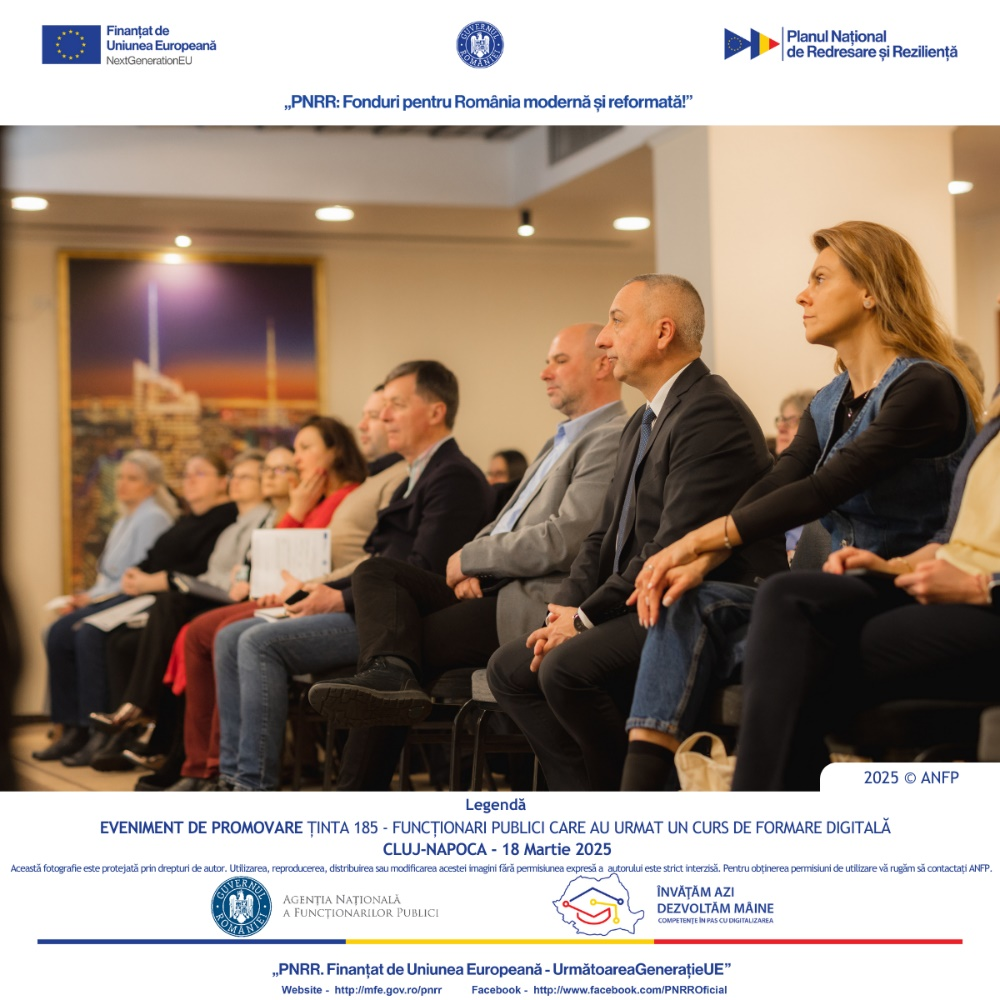 Finanțat de
Uniunea Europeană
NextGenerationEU
GUVERNUL ROMÂNIEI
Planul Național
de Redresare și Reziliență
„PNRR: Fonduri pentru România modernă și reformată!”
2025 © ANFP
Legendă
EVENIMENT DE PROMOVARE ȚINTA 185 - FUNCȚIONARI PUBLICI CARE AU URMAT UN CURS DE FORMARE DIGITALĂ
CLUJ-NAPOCA - 18 Martie 2025
Această fotografie este protejată prin drepturi de autor. Utilizarea, reproducerea, distribuirea sau modificarea acestei imagini fără permisiunea expresă a autorului este strict interzisă. Pentru obținerea permisiuni de utilizare vă rugăm să contactați ANFP.
GUVERNUL ROMÂNIEI
AGENȚIA NAȚIONALĂ
A FUNCȚIONARILOR PUBLICI
ÎNVĂȚĂM AZI
DEZVOLTĂM MÂINE
COMPETENȚE ÎN PAS CU DIGITALIZAREA
„PNRR. Finanțat de Uniunea Europeană - UrmătoareaGenerațieUE”
Website - http://mfe.gov.ro/pnrr Facebook - http://www.facebook.com/PNRROficial